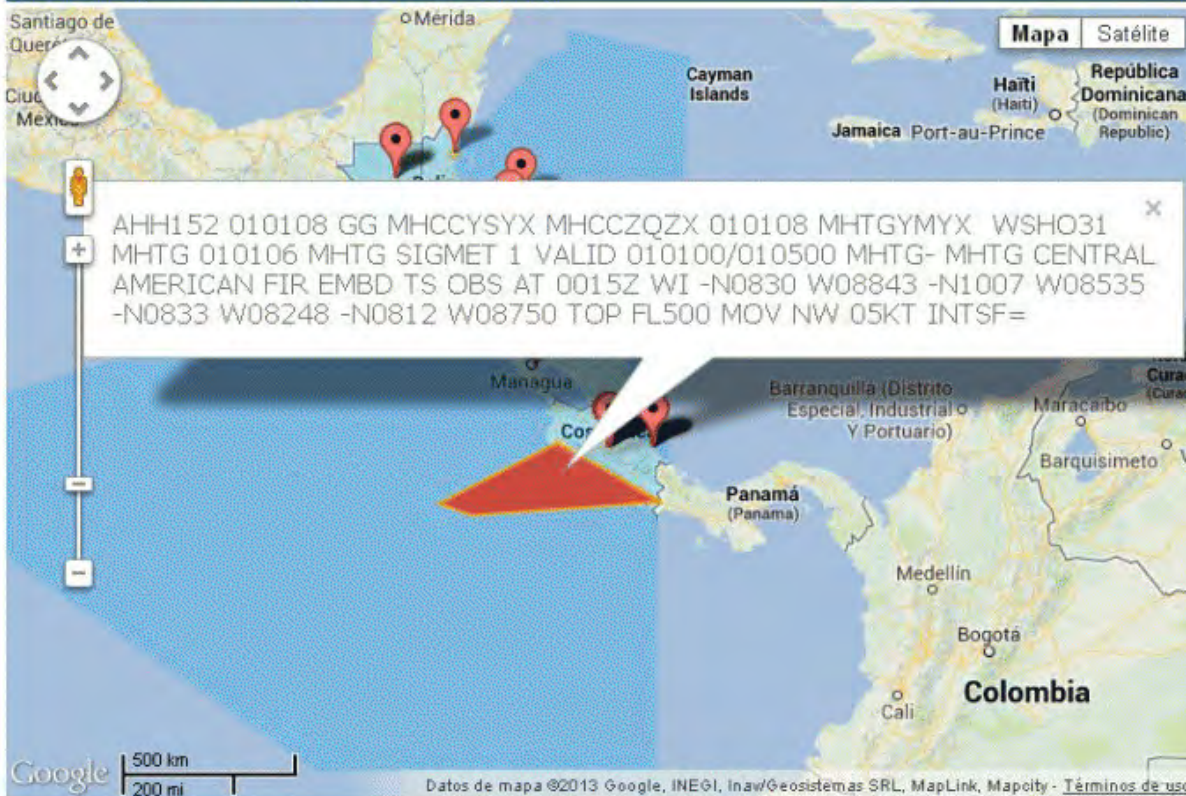 Santiago de
Mérida
Mapa
Satélite
Cayman
Islands
Haïti
(Haiti)
República
Dominicana
(Dominican
Republic)
Jamaica
Port-au-Prince
AHH152 010108 GG MHCCYSYX MHCCZQZX 010108 MHTGYMYX WSHO31
MHTG 010106 MHTG SIGMET 1 VALID 010100/010500 MHTG- MHTG CENTRAL
AMERICAN FIR EMBD TS OBS AT 0015Z WI -N0830 W08843 -N1007 W08535
-N0833 W08248 -N0812 W08750 TOP FL500 MOV NW 05KT INTSF=
×
Managua
Barranquilla (Distrito
Especial, Industrial
Y Portuario)
Maracaibo
Barquisimeto
Panamá
(Panama)
Medellín
Bogotá
Cali
Colombia
500 km
200 mi
Google
Datos de mapa ©2013 Google, INEGI, Inav/Geosistemas SRL, MapLink, Mapcity - Términos de uso